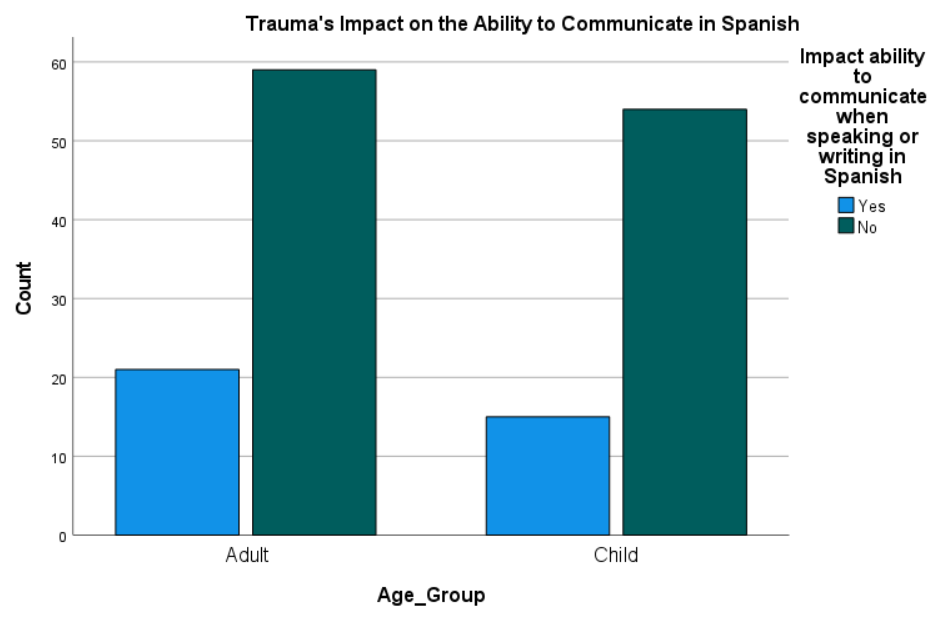 Trauma's Impact on the Ability to Communicate in Spanish
Impact ability
to
communicate
when
speaking or
writing in
Spanish
Yes
No
Count
60
50
40
30
20
10
0
Adult
Child
Age_Group